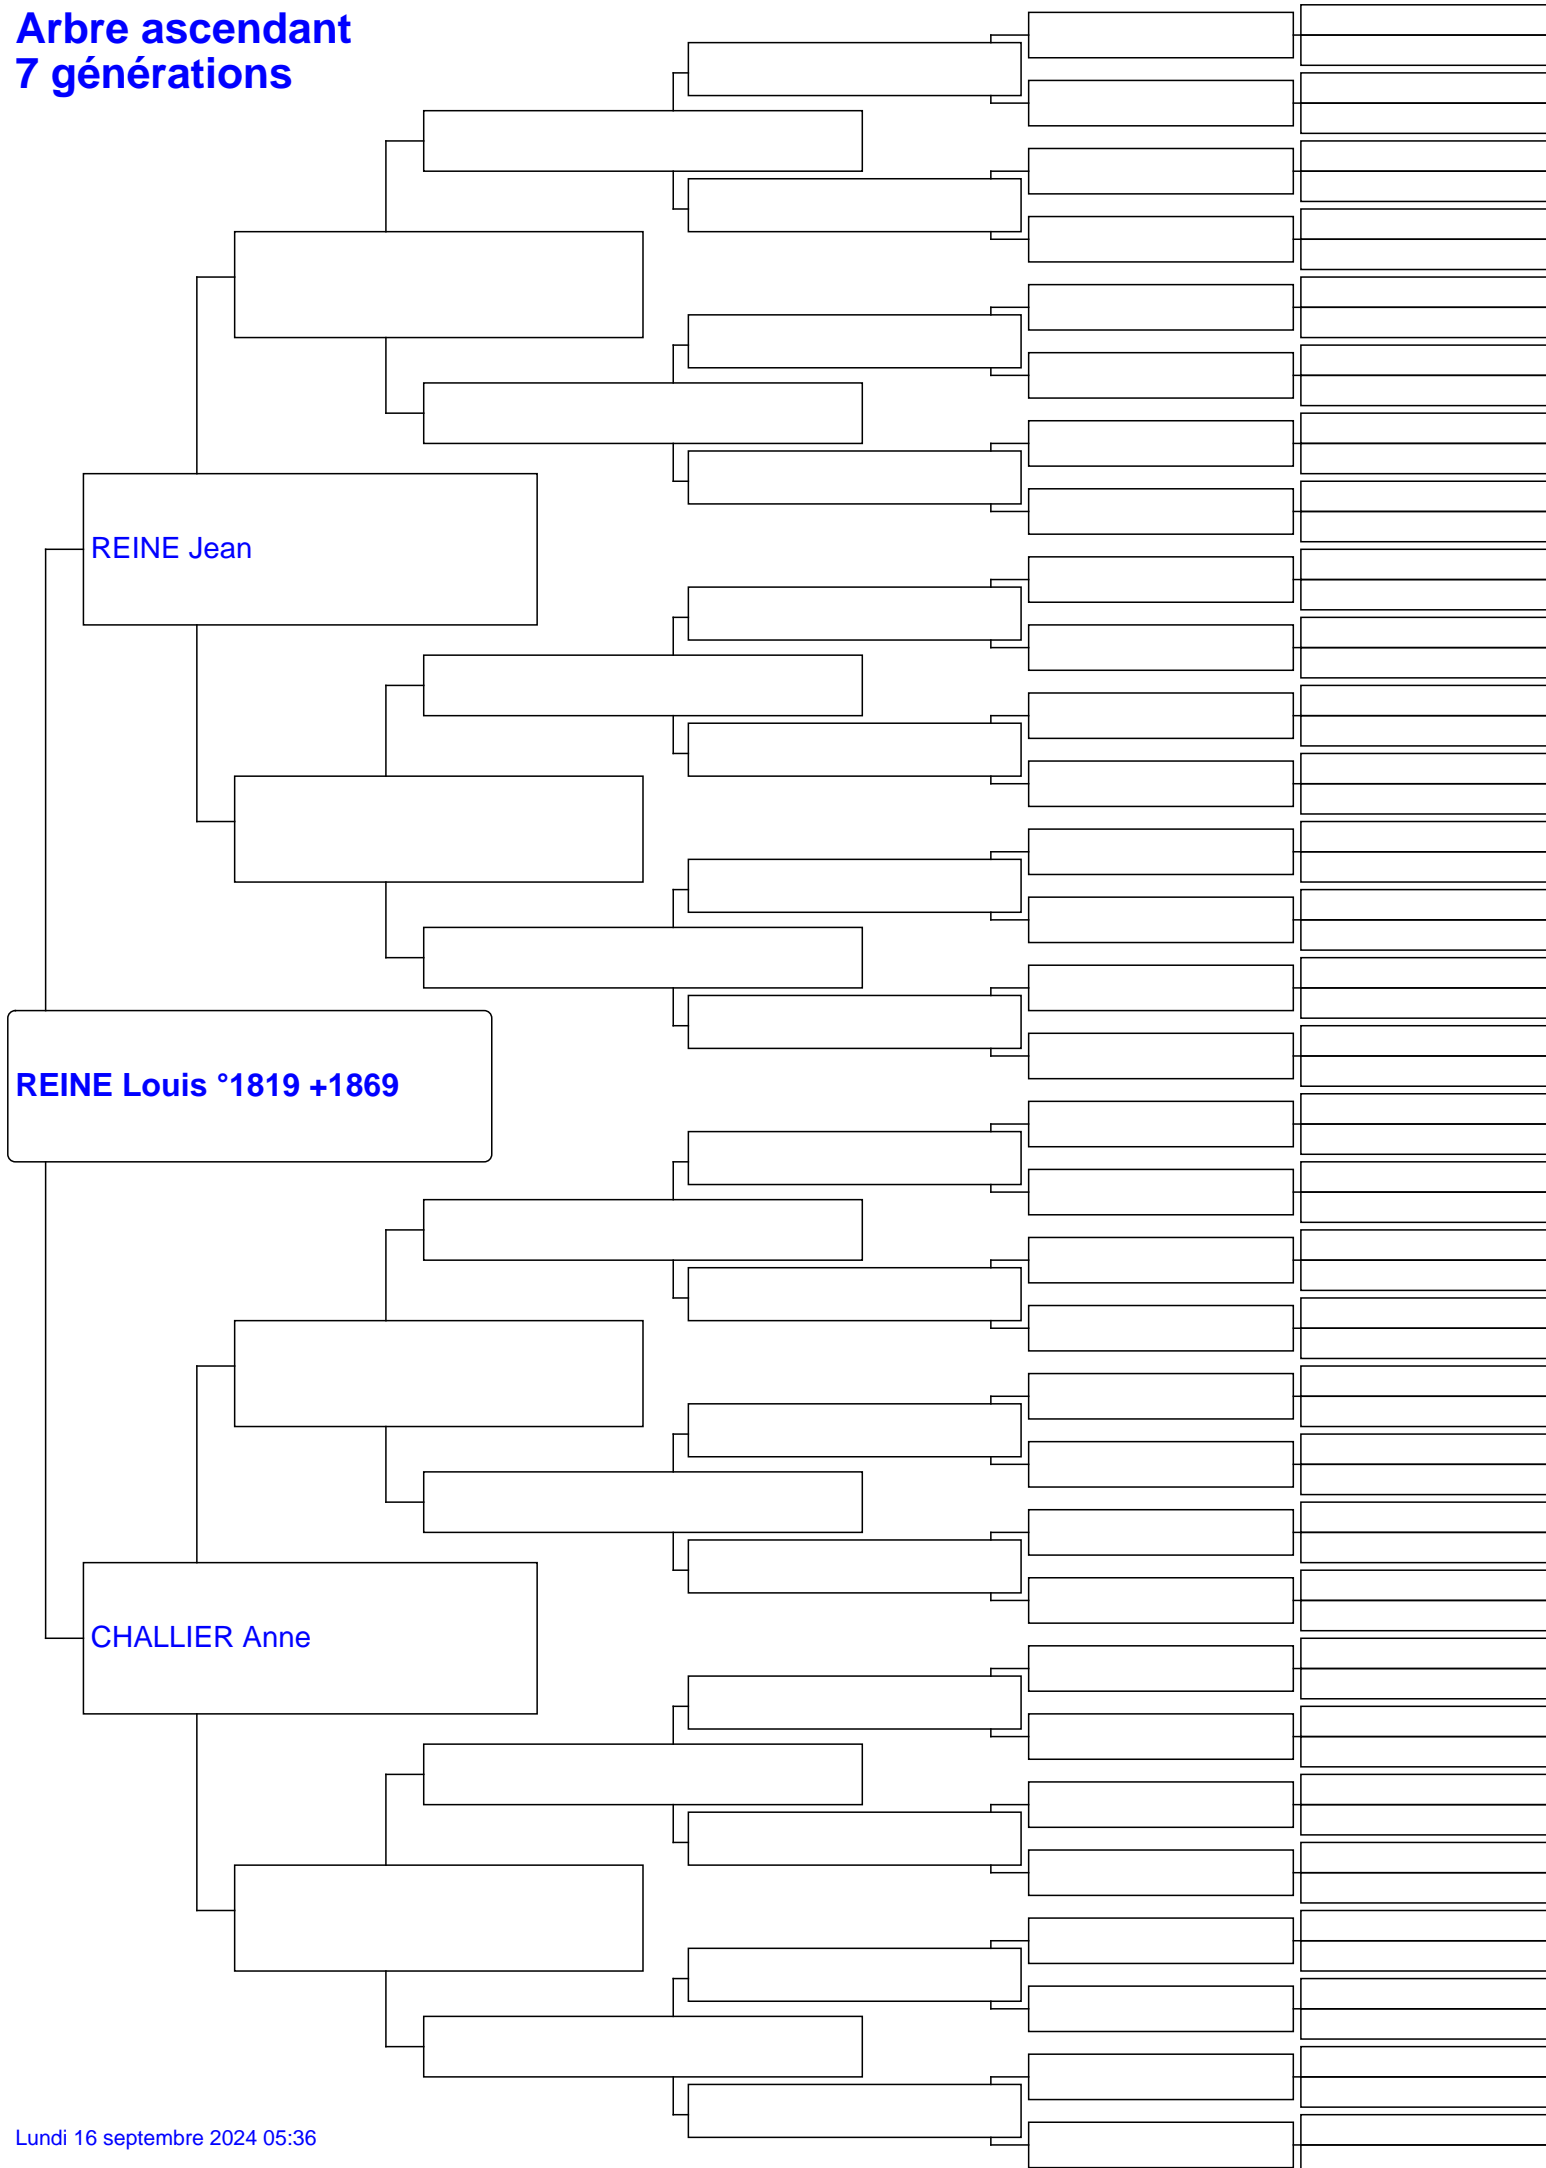 Arbre ascendant
7 générations
REINE Jean
REINE Louis °1819 +1869
CHALLIER Anne
Lundi 16 septembre 2024 05:36